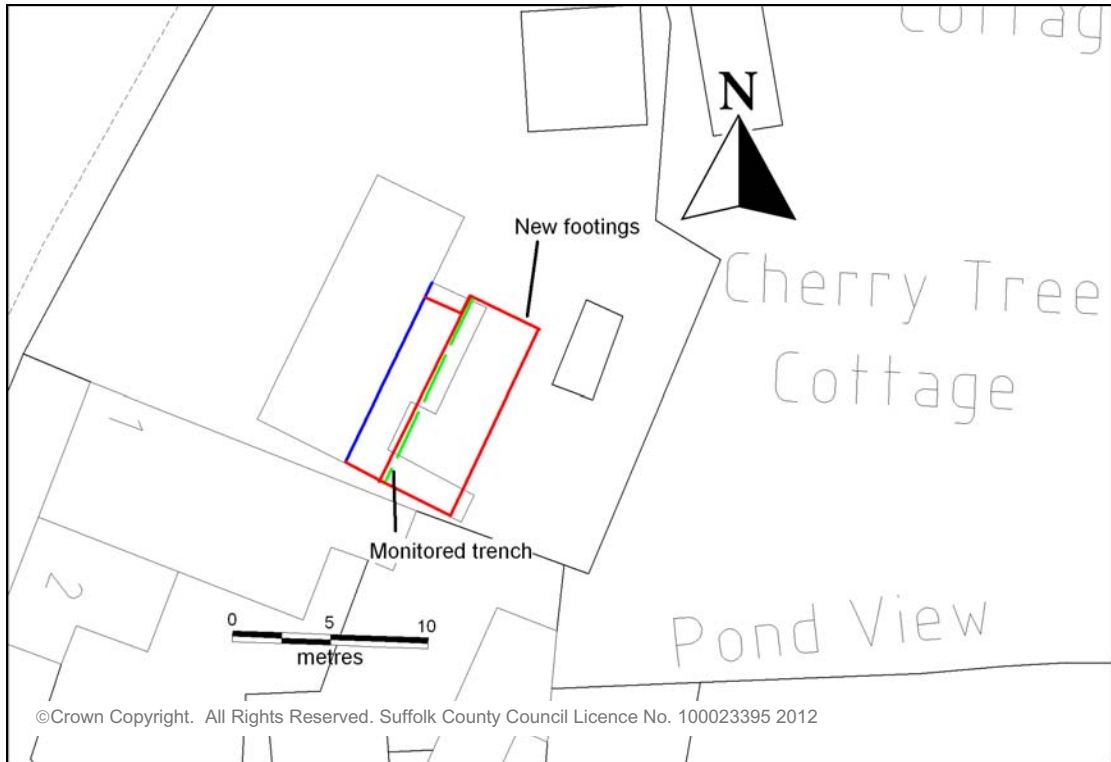 Cottag
N
New footings
Cherry Tree
Cottage
1
Monitored trench
2
0 5 10
metres
Pond View
©Crown Copyright. All Rights Reserved. Suffolk County Council Licence No. 100023395 2012